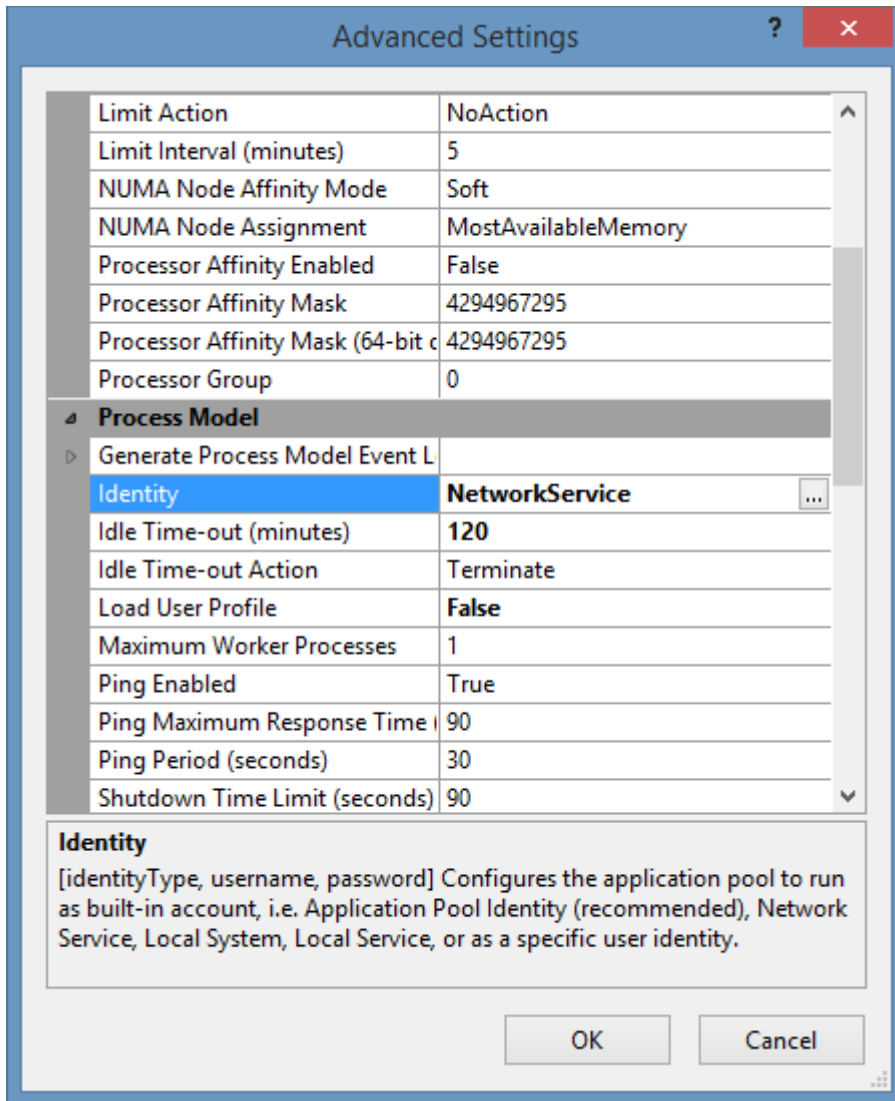 Advanced Settings ? ×
Limit Action NoAction
Limit Interval (minutes) 5
NUMA Node Affinity Mode Soft
NUMA Node Assignment MostAvailableMemory
Processor Affinity Enabled False
Processor Affinity Mask 4294967295
Processor Affinity Mask (64-bit c 4294967295
Processor Group 0
Process Model
Generate Process Model Event L
Identity NetworkService ...
Idle Time-out (minutes) 120
Idle Time-out Action Terminate
Load User Profile False
Maximum Worker Processes 1
Ping Enabled True
Ping Maximum Response Time ( 90
Ping Period (seconds) 30
Shutdown Time Limit (seconds) 90
Identity
[identityType, username, password] Configures the application pool to run
as built-in account, i.e. Application Pool Identity (recommended), Network
Service, Local System, Local Service, or as a specific user identity.
OK Cancel